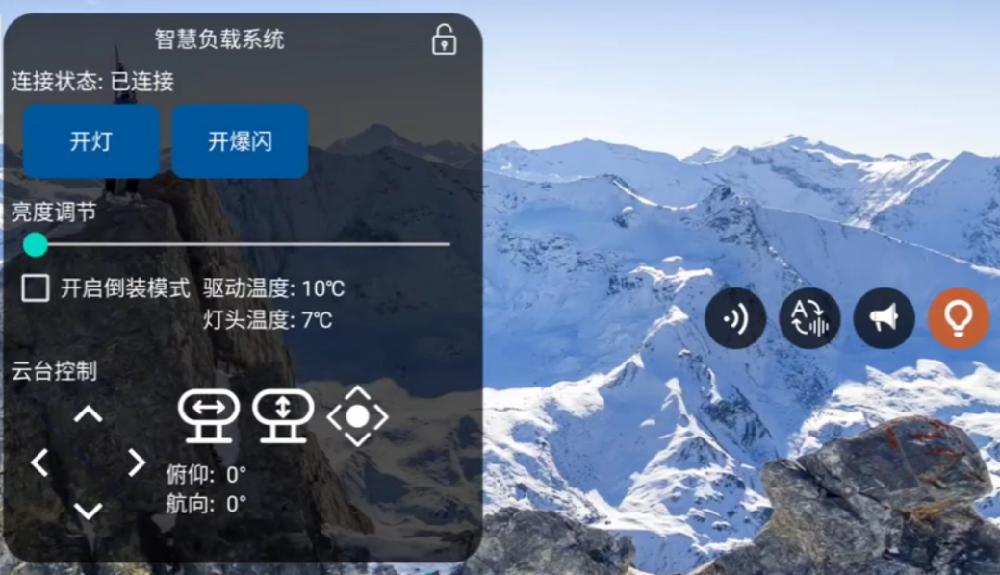 智慧负载系统
连接状态: 已连接
开灯 开爆闪
亮度调节
开启倒装模式 驱动温度: 10℃
灯头温度: 7℃
云台控制
俯仰: 0°
航向: 0°
A